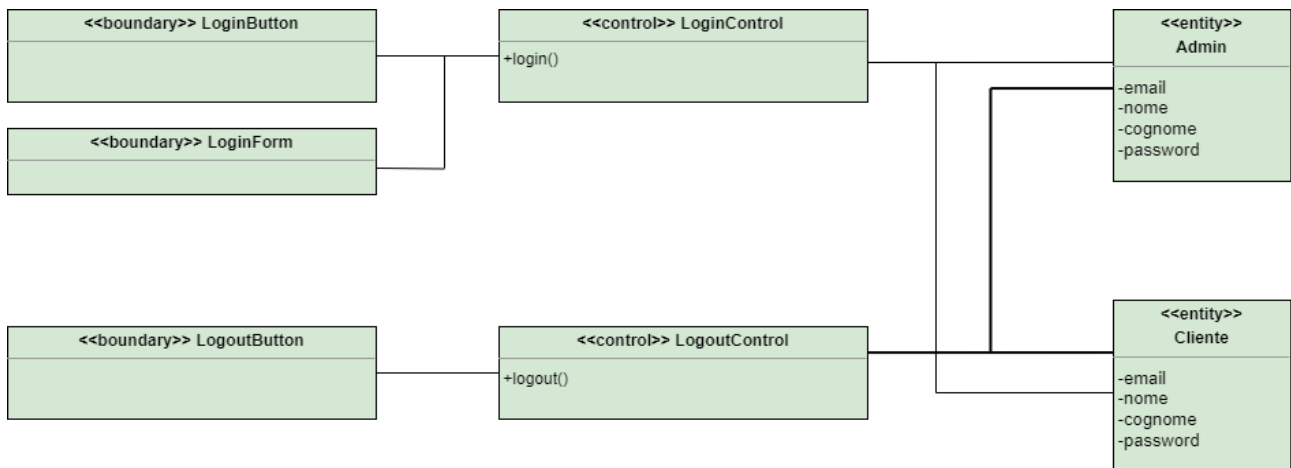 <<boundary>> LoginButton
<<control>> LoginControl
+login()
<<entity>>
Admin
-email
-nome
-cognome
-password
<<boundary>> LoginForm
<<boundary>> LogoutButton
<<control>> LogoutControl
+logout()
<<entity>>
Cliente
-email
-nome
-cognome
-password